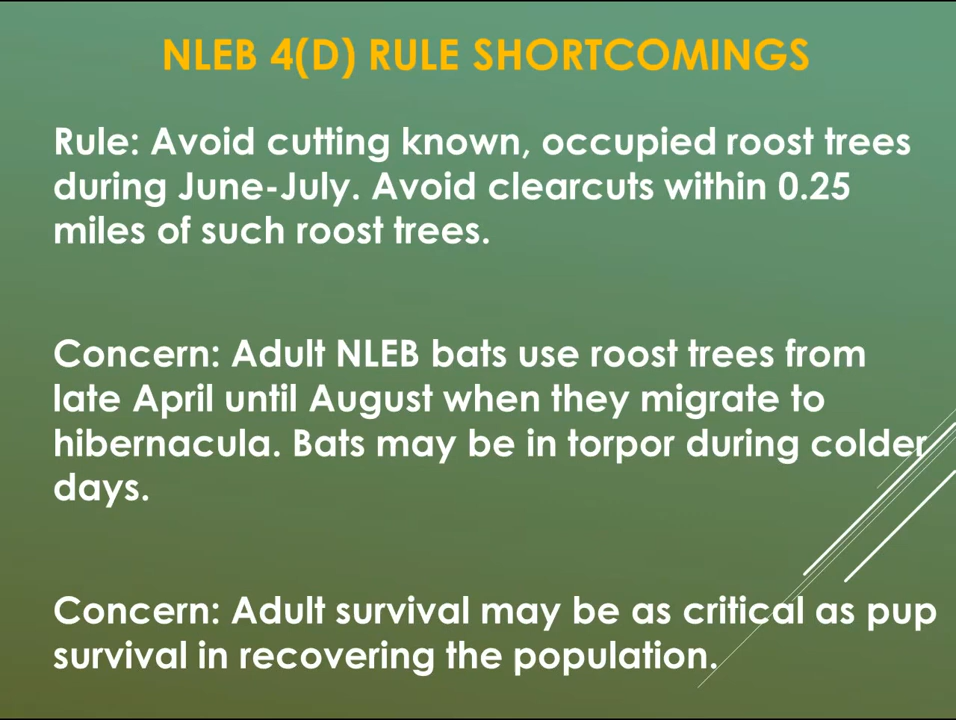 NLEB 4(D) RULE SHORTCOMINGS
Rule: Avoid cutting known, occupied roost trees
during June-July. Avoid clearcuts within 0.25
miles of such roost trees.
Concern: Adult NLEB bats use roost trees from
late April until August when they migrate to
hibernacula. Bats may be in torpor during colder
days.
Concern: Adult survival may be as critical as pup
survival in recovering the population.